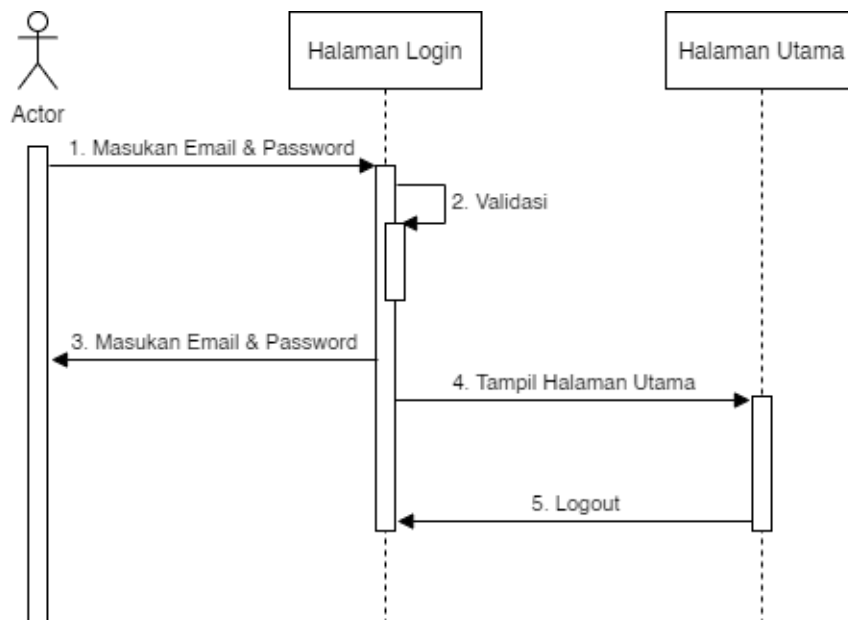 Halaman Login
Halaman Utama
Actor
1. Masukan Email & Password
2. Validasi
3. Masukan Email & Password
4. Tampil Halaman Utama
5. Logout